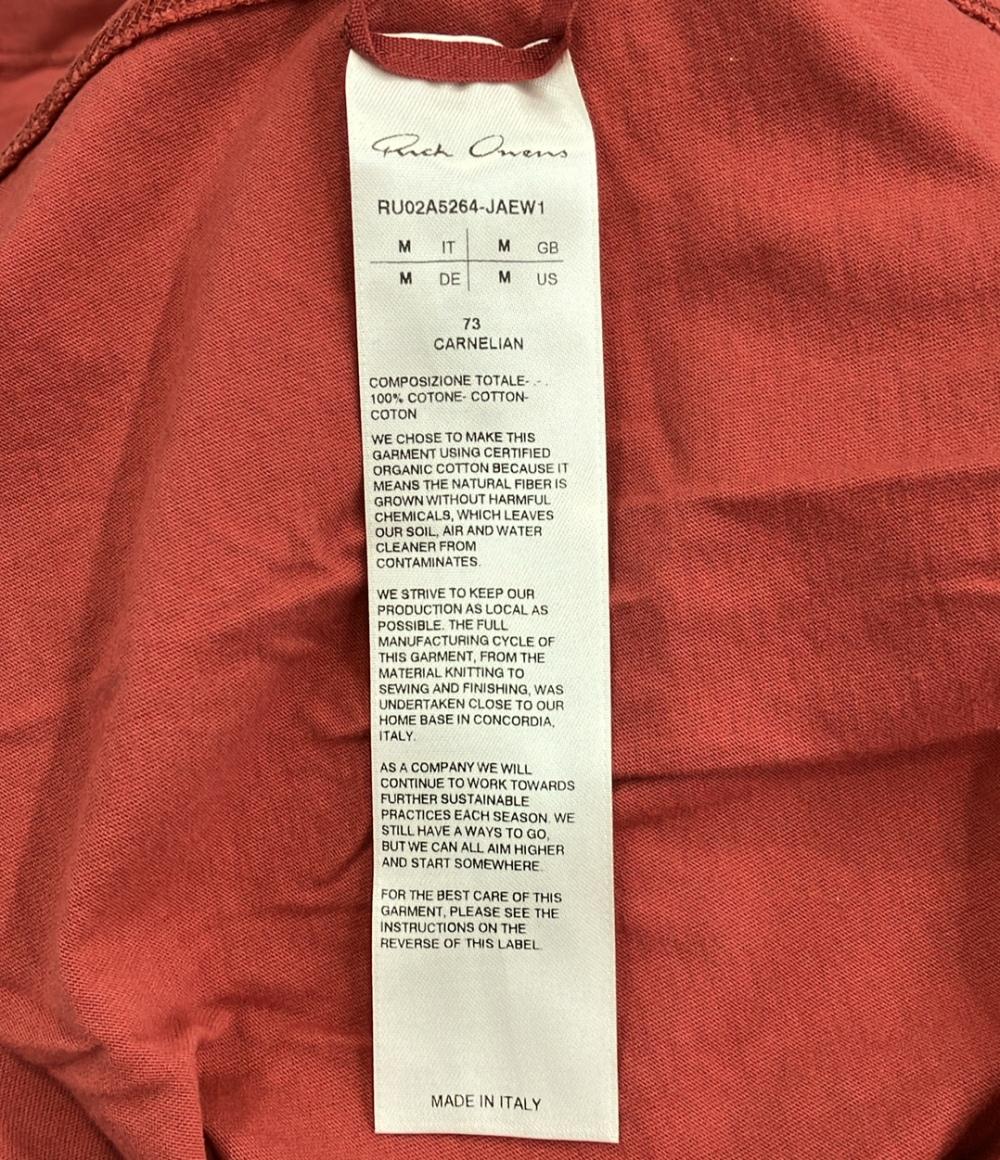 Rick Owens
RU02A5264-JAEW1
M IT M GB
M DE M US
73
CARNELIAN
COMPOSIZIONE TOTALE- - .
100% COTONE- COTTON-
COTON
WE CHOSE TO MAKE THIS
GARMENT USING CERTIFIED
ORGANIC COTTON BECAUSE IT
MEANS THE NATURAL FIBER IS
GROWN WITHOUT HARMFUL
CHEMICALS, WHICH LEAVES
OUR SOIL, AIR AND WATER
CLEANER FROM
CONTAMINATES.
WE STRIVE TO KEEP OUR
PRODUCTION AS LOCAL AS
POSSIBLE. THE FULL
MANUFACTURING CYCLE OF
THIS GARMENT, FROM THE
MATERIAL KNITTING TO
SEWING AND FINISHING, WAS
UNDERTAKEN CLOSE TO OUR
HOME BASE IN CONCORDIA,
ITALY.
AS A COMPANY WE WILL
CONTINUE TO WORK TOWARDS
FURTHER SUSTAINABLE
PRACTICES EACH SEASON. WE
STILL HAVE A WAYS TO GO,
BUT WE CAN ALL AIM HIGHER
AND START SOMEWHERE.
FOR THE BEST CARE OF THIS
GARMENT, PLEASE SEE THE
INSTRUCTIONS ON THE
REVERSE OF THIS LABEL.
MADE IN ITALY